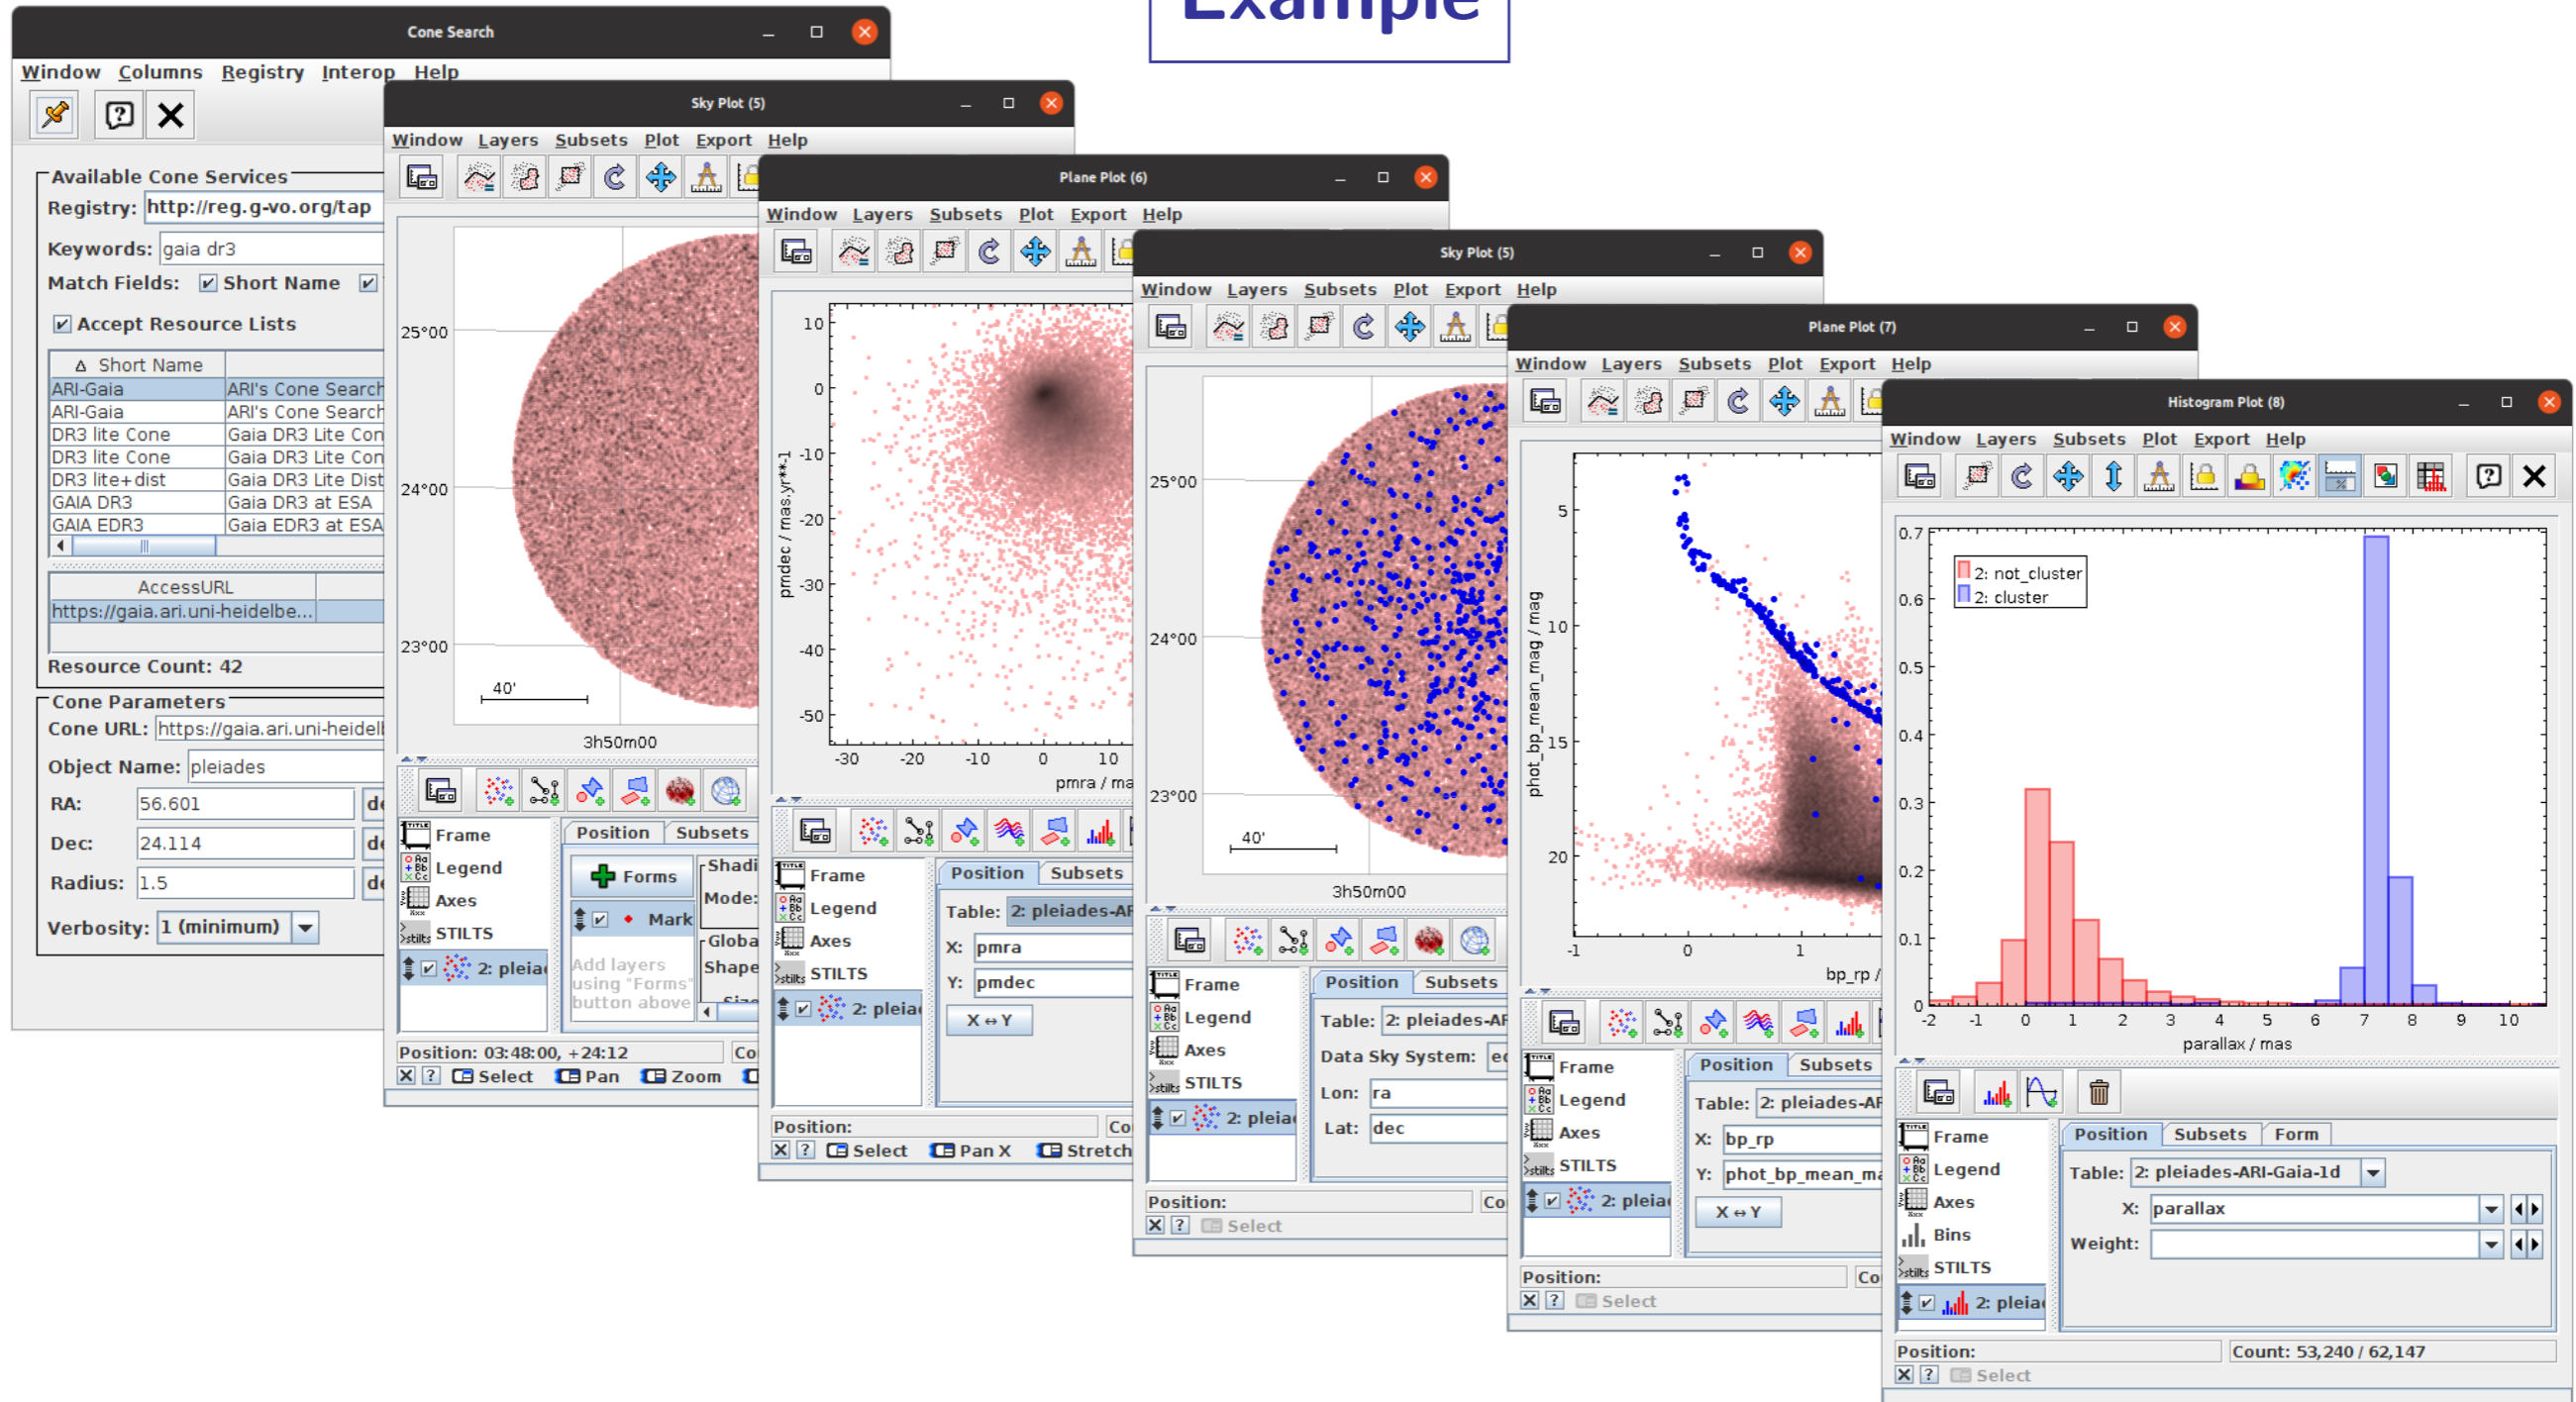 Example
Cone Search
Window Columns Registry Interop Help
Available Cone Services
Registry: http://reg.g-vo.org/tap
Keywords: gaia dr3
Match Fields: Short Name
Accept Resource Lists
Short Name
ARI-Gaia ARI's Cone Search
ARI-Gaia ARI's Cone Search
DR3 lite Cone Gaia DR3 Lite Con
DR3 lite Cone Gaia DR3 Lite Con
DR3 lite+dist Gaia DR3 Lite Dist
GAIA DR3 Gaia DR3 at ESA
GAIA EDR3 Gaia EDR3 at ESA
AccessURL
https://gaia.ari.uni-heidelbe...
Resource Count: 42
Cone Parameters
Cone URL: https://gaia.ari.uni-heidel
Object Name: pleiades
RA: 56.601 de
Dec: 24.114 de
Radius: 1.5 de
Verbosity: 1 (minimum)
Sky Plot (5)
Window Layers Subsets Plot Export Help
25°00
24°00
23°00
40'
3h50m00
Frame
Legend
Axes
STILTS
2: pleia
Position Subsets
Forms
Mark
Add layers
using "Forms"
button above
Shadi
Mode:
Globa
Shape
Size
Position: 03:48:00, +24:12 Co
Select Pan Zoom
Plane Plot (6)
Window Layers Subsets Plot Export Help
pmdec / mas.yr**-1
10
0
-10
-20
-30
-40
-50
-30 -20 -10 0 10
pmra / ma
Frame
Legend
Axes
STILTS
2: pleia
Position Subsets
Table: 2: pleiades-AR
X: pmra
Y: pmdec
X ↔ Y
Position: Co
Select Pan X Stretch
Sky Plot (5)
Window Layers Subsets Plot Export Help
25°00
24°00
23°00
40'
3h50m00
Frame
Legend
Axes
STILTS
2: pleia
Position Subsets
Table: 2: pleiades-AR
Data Sky System: eq
Lon: ra
Lat: dec
Position: Co
Select
Plane Plot (7)
Window Layers Subsets Plot Export Help
phot_bp_mean_mag / mag
5
10
15
20
-1 0 1
bp_rp /
Frame
Legend
Axes
STILTS
2: pleia
Position Subsets
Table: 2: pleiades-AR
X: bp_rp
Y: phot_bp_mean_ma
X ↔ Y
Position: Co
Select
Histogram Plot (8)
Window Layers Subsets Plot Export Help
0.7
0.6
0.5
0.4
0.3
0.2
0.1
0
2: not_cluster
2: cluster
-2 -1 0 1 2 3 4 5 6 7 8 9 10
parallax / mas
Frame
Legend
Axes
Bins
STILTS
2: pleia
Position Subsets Form
Table: 2: pleiades-ARI-Gaia-1d
X: parallax
Weight:
Position: Count: 53,240 / 62,147
Select